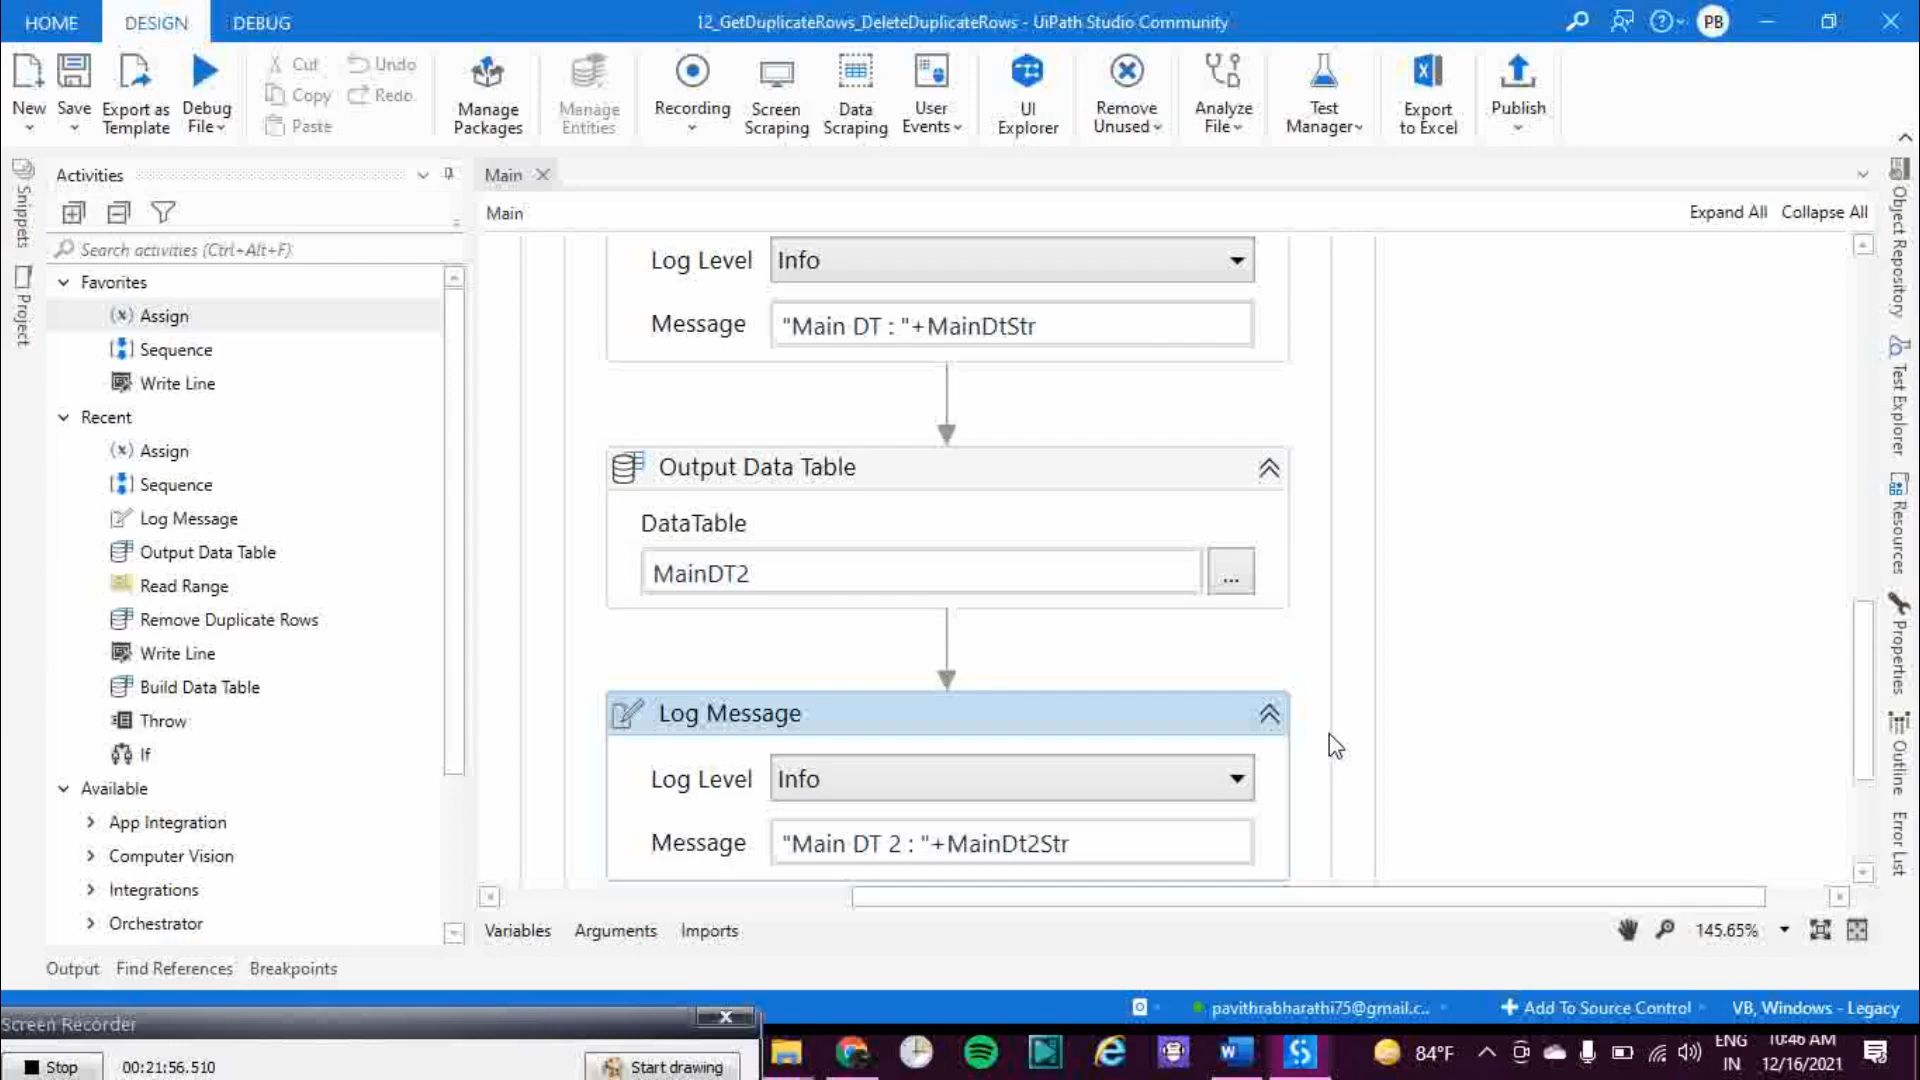 HOME
DESIGN
DEBUG
12_GetDuplicateRows_DeleteDuplicateRows - UiPath Studio Community
PB
New
Save
Export as Template
Debug File
Cut
Copy
Paste
Undo
Redo
Manage Packages
Manage Entities
Recording
Screen Scraping
Data Scraping
User Events
UI Explorer
Remove Unused
Analyze File
Test Manager
Export to Excel
Publish
Snippets
Project
Activities
Search activities (Ctrl+Alt+F)
Favorites
Assign
Sequence
Write Line
Recent
Assign
Sequence
Log Message
Output Data Table
Read Range
Remove Duplicate Rows
Write Line
Build Data Table
Throw
If
Available
App Integration
Computer Vision
Integrations
Orchestrator
Main
Main
Expand All
Collapse All
Log Level
Info
Message
"Main DT : "+MainDtStr
Output Data Table
DataTable
MainDT2
...
Log Message
Log Level
Info
Message
"Main DT 2 : "+MainDt2Str
Variables
Arguments
Imports
145.65%
Object Repository
Test Explorer
Resources
Properties
Outline
Error List
Output
Find References
Breakpoints
pavithrabharathi75@gmail.c..
Add To Source Control
VB, Windows - Legacy
Screen Recorder
Stop
00:21:56.510
Start drawing
84°F
ENG
IN
10:46 AM
12/16/2021